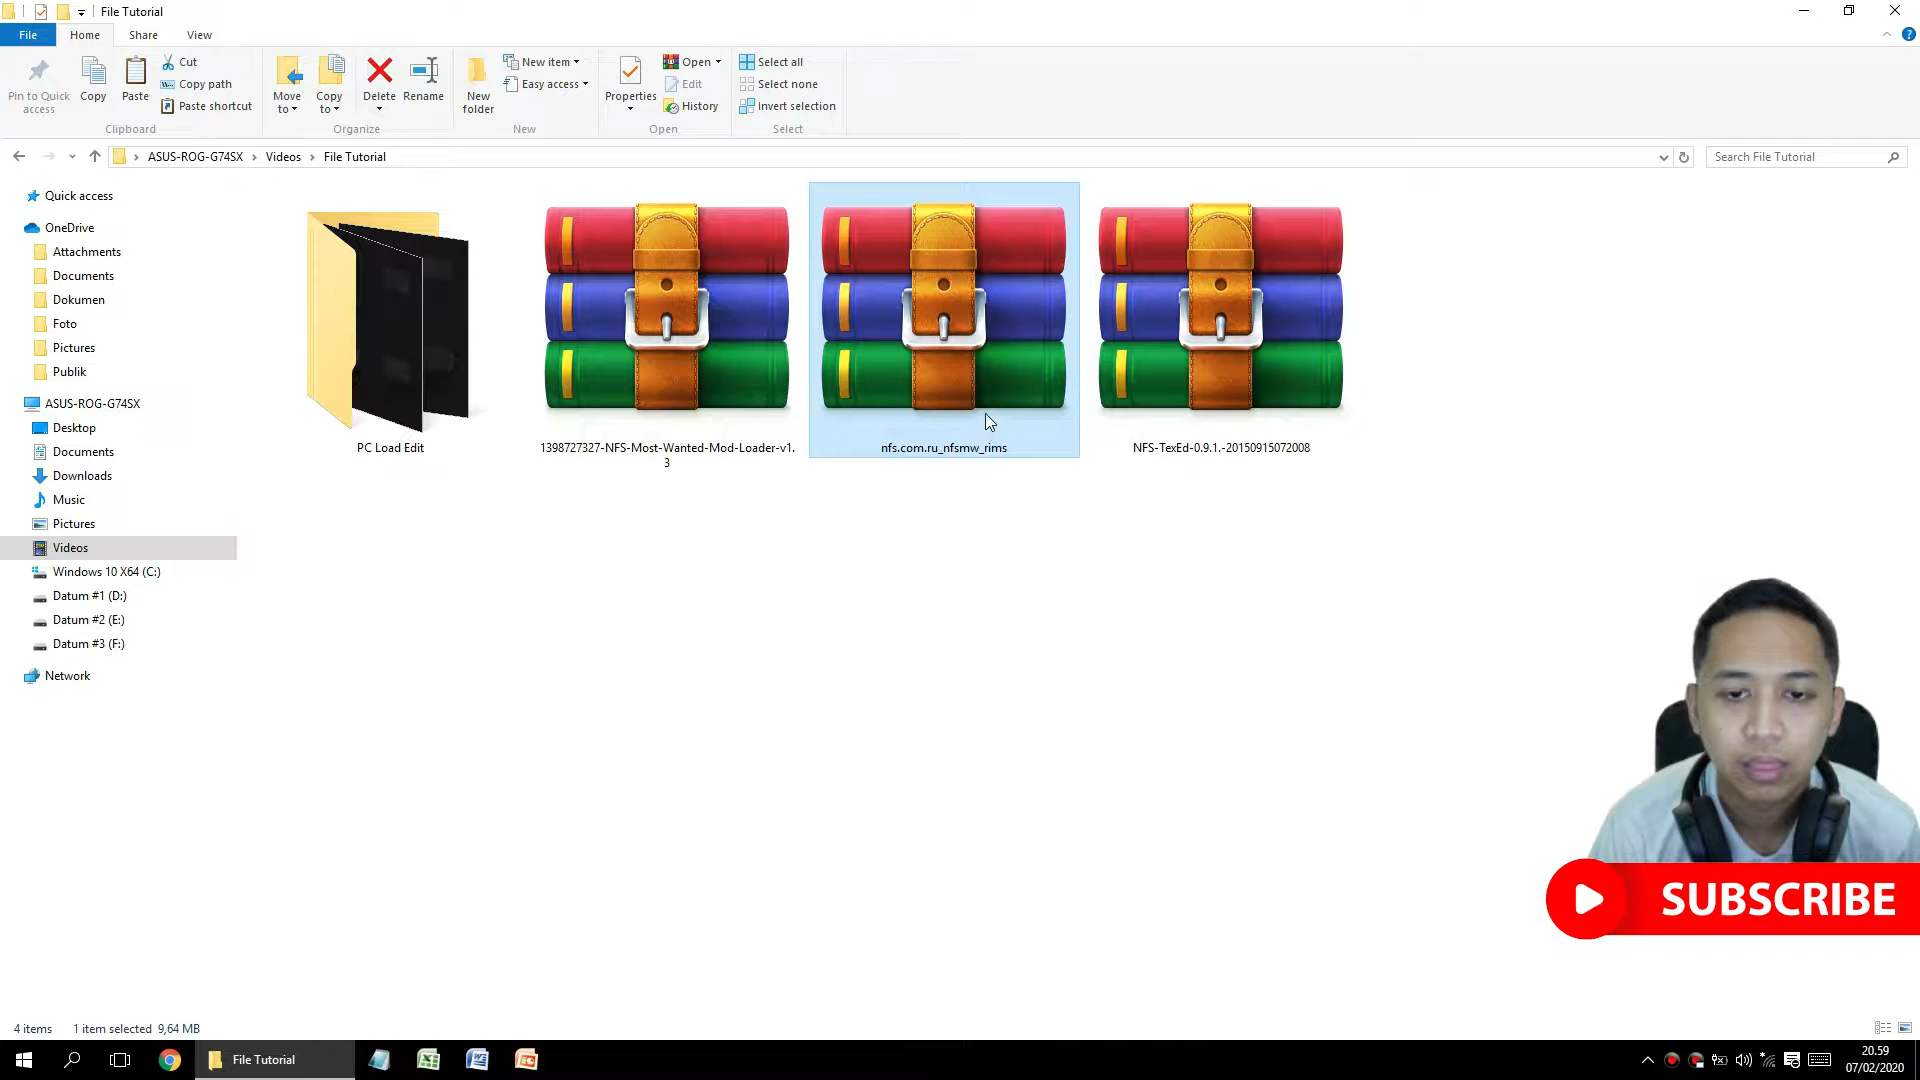 File Tutorial
File
Home
Share
View
Pin to Quick
access
Copy
Paste
Cut
Copy path
Paste shortcut
Clipboard
Move
to
Copy
to
Delete
Rename
Organize
New
folder
New item
Easy access
New
Properties
Open
Edit
History
Open
Select all
Select none
Invert selection
Select
ASUS-ROG-G74SX
Videos
File Tutorial
Search File Tutorial
Quick access
OneDrive
Attachments
Documents
Dokumen
Foto
Pictures
Publik
ASUS-ROG-G74SX
Desktop
Documents
Downloads
Music
Pictures
Videos
Windows 10 X64 (C:)
Datum #1 (D:)
Datum #2 (E:)
Datum #3 (F:)
Network
PC Load Edit
1398727327-NFS-Most-Wanted-Mod-Loader-v1.
3
nfs.com.ru_nfsmw_rims
NFS-TexEd-0.9.1.-20150915072008
SUBSCRIBE
4 items
1 item selected 9,64 MB
File Tutorial
20.59
07/02/2020